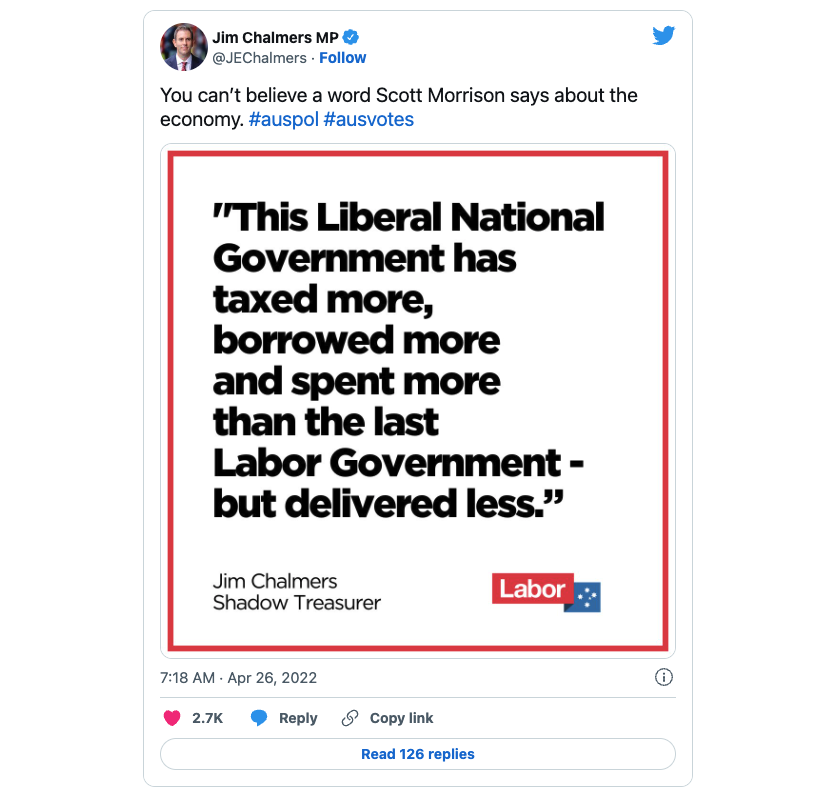 Jim Chalmers MP
@JEChalmers · Follow
You can’t believe a word Scott Morrison says about the
economy. #auspol #ausvotes
"This Liberal National
Government has
taxed more,
borrowed more
and spent more
than the last
Labor Government -
but delivered less.”
Jim Chalmers
Shadow Treasurer
Labor
7:18 AM · Apr 26, 2022
2.7K Reply Copy link
Read 126 replies